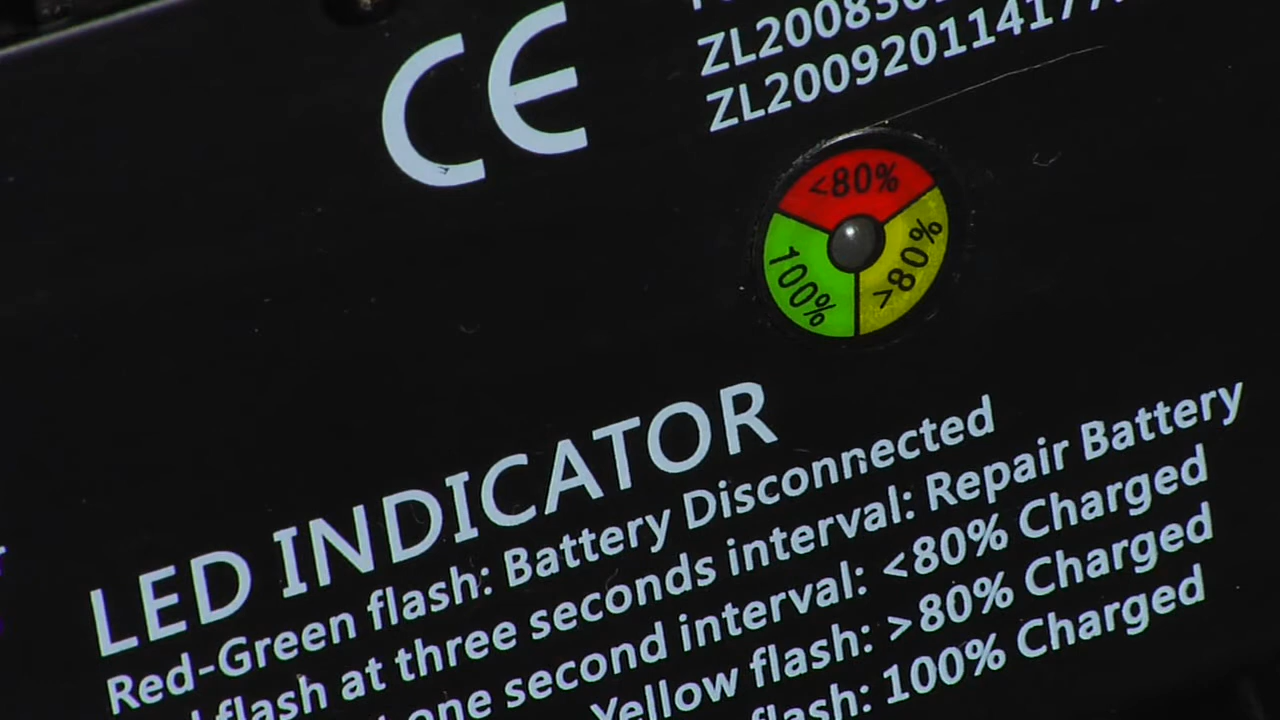 CE
ZL20092011417
<80%
>80%
100%
LED INDICATOR
Red-Green flash: Battery Disconnected
flash at three seconds interval: Repair Battery
one second interval: <80% Charged
Yellow flash: >80% Charged
flash: 100% Charged